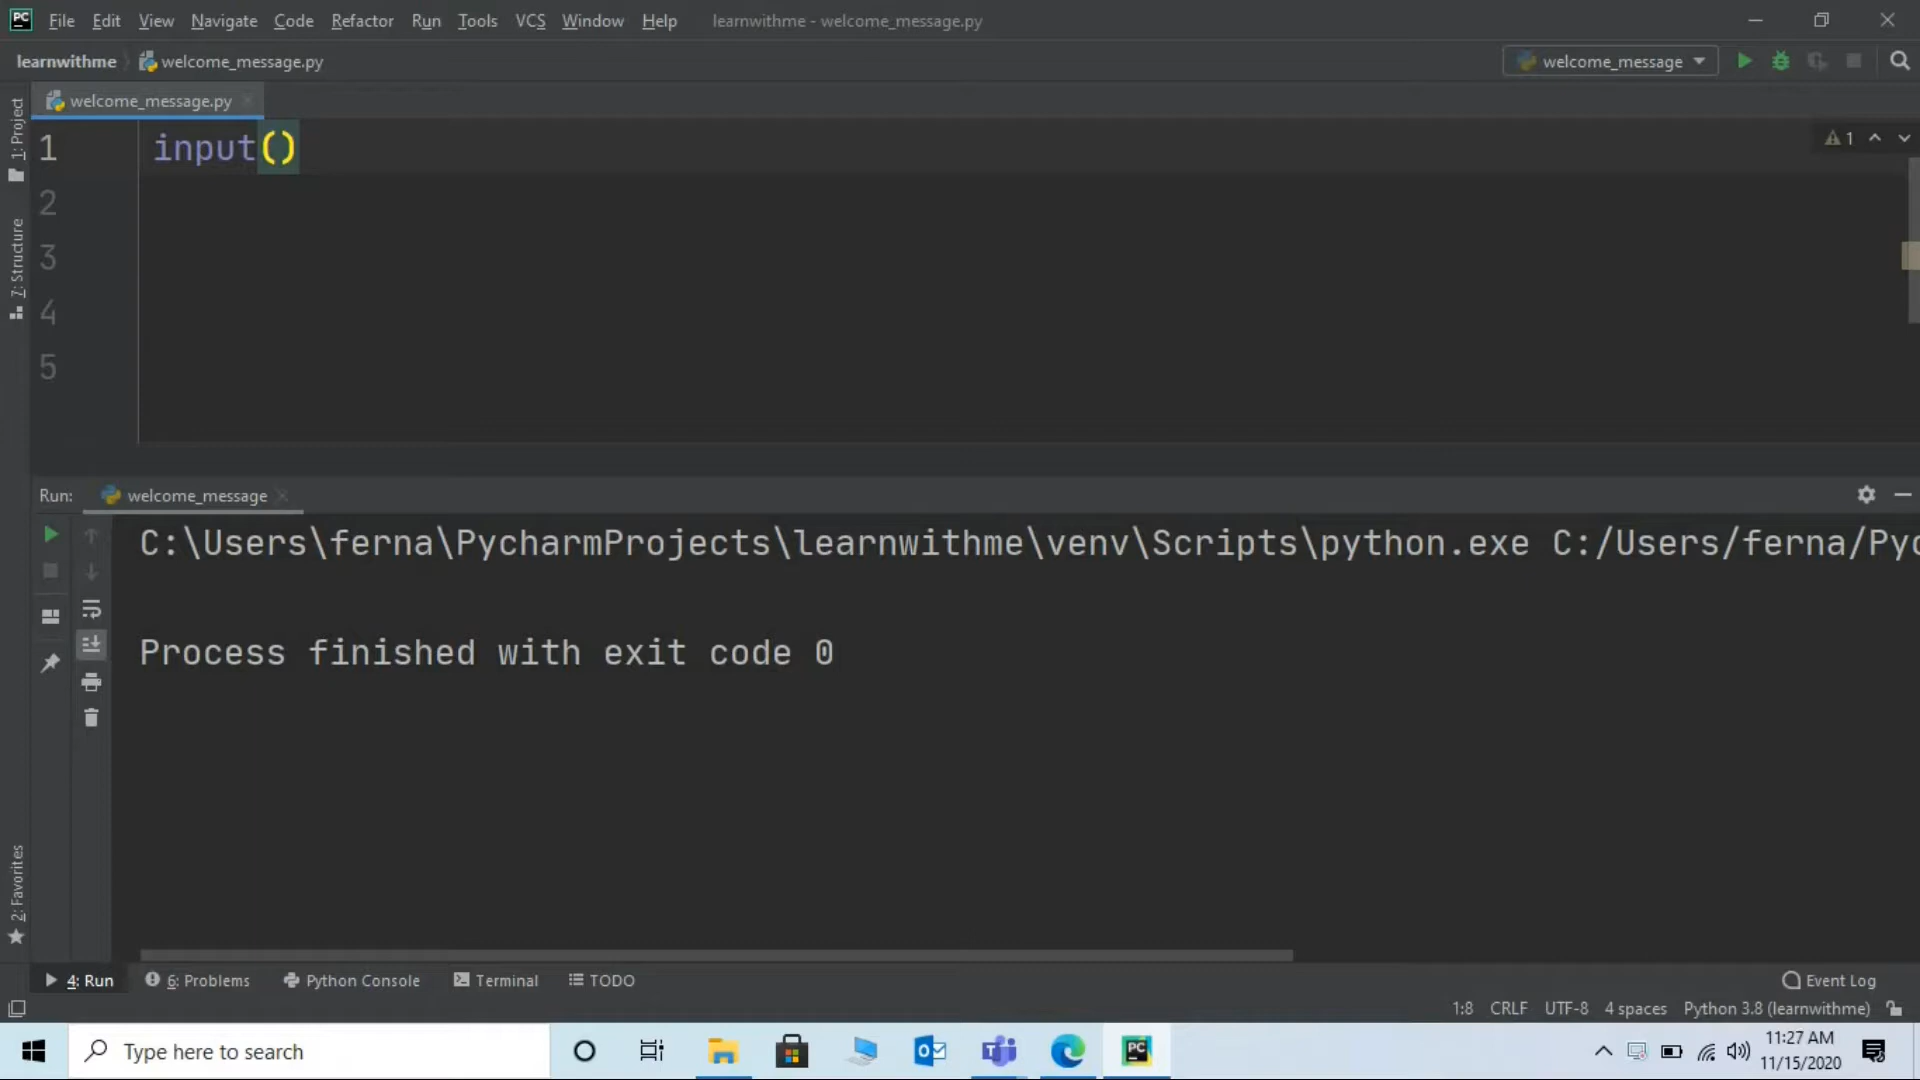 PC File Edit View Navigate Code Refactor Run Tools VCS Window Help learnwithme - welcome_message.py
learnwithme welcome_message.py welcome_message
welcome_message.py
1: Project
1 input() 1
2
7: Structure
3
4
5
Run: welcome_message
C:\Users\ferna\PycharmProjects\learnwithme\venv\Scripts\python.exe C:/Users/ferna/Pyc
Process finished with exit code 0
2: Favorites
4: Run 6: Problems Python Console Terminal TODO Event Log
1:8 CRLF UTF-8 4 spaces Python 3.8 (learnwithme)
Type here to search
PC
11:27 AM
11/15/2020